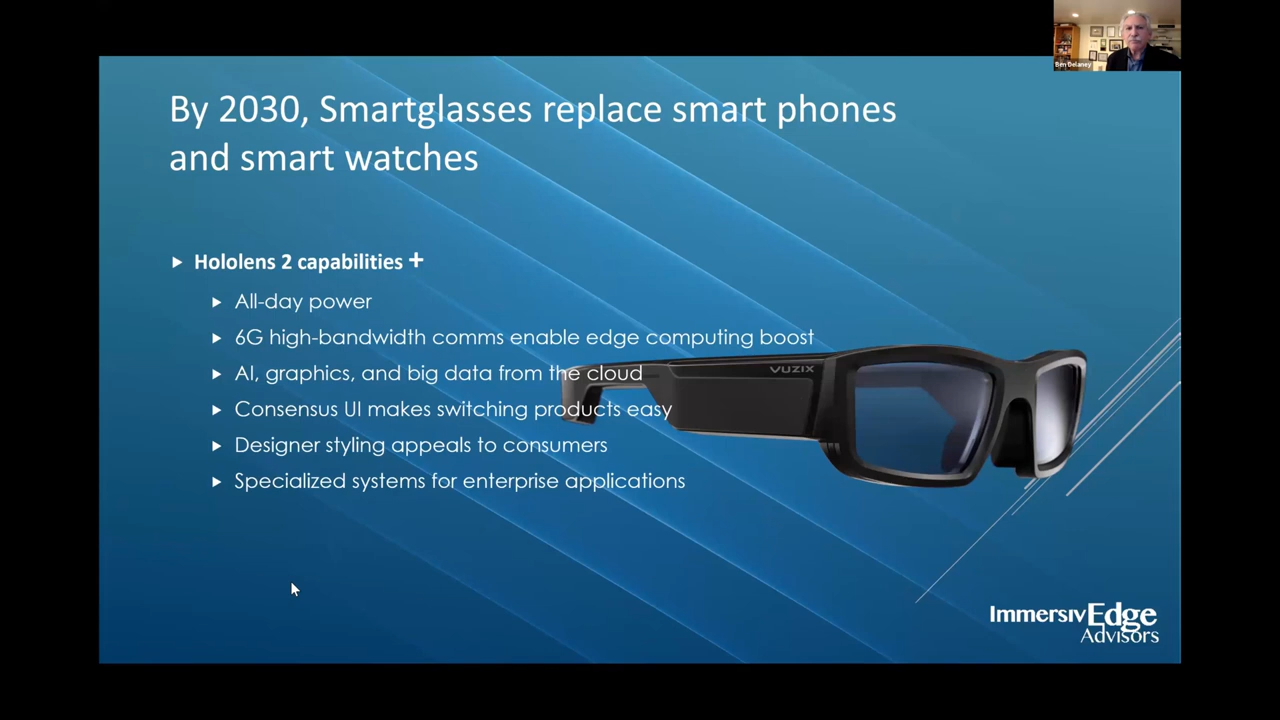 Ben Delaney
By 2030, Smartglasses replace smart phones
and smart watches
Hololens 2 capabilities +
All-day power
6G high-bandwidth comms enable edge computing boost
AI, graphics, and big data from the cloud
VUZIX
Consensus UI makes switching products easy
Designer styling appeals to consumers
Specialized systems for enterprise applications
ImmersivEdge
Advisors